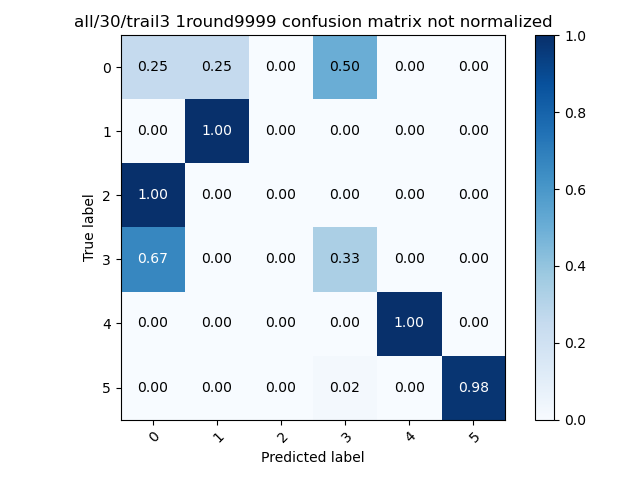 all/30/trail3 1round9999 confusion matrix not normalized
True label
0 0.25 0.25 0.00 0.50 0.00 0.00
1 0.00 1.00 0.00 0.00 0.00 0.00
2 1.00 0.00 0.00 0.00 0.00 0.00
3 0.67 0.00 0.00 0.33 0.00 0.00
4 0.00 0.00 0.00 0.00 1.00 0.00
5 0.00 0.00 0.00 0.02 0.00 0.98
0 1 2 3 4 5
Predicted label
1.0
0.8
0.6
0.4
0.2
0.0